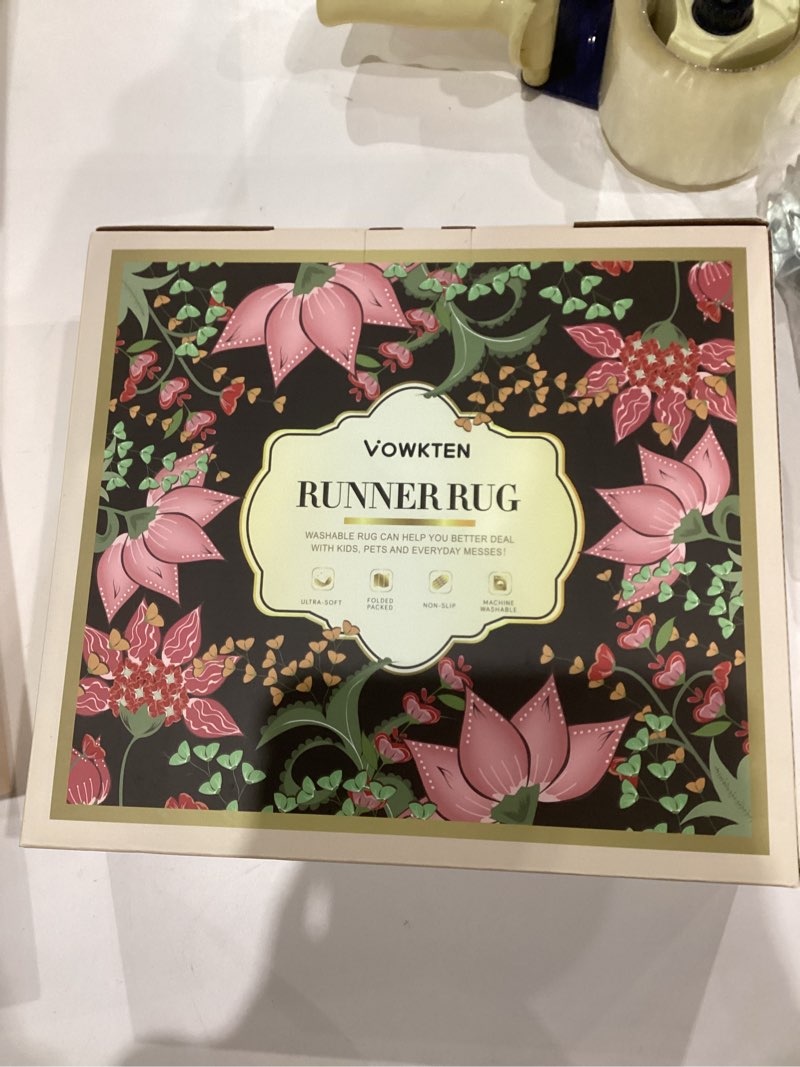 VOWKTEN
RUNNER RUG
WASHABLE RUG CAN HELP YOU BETTER DEAL
WITH KIDS, PETS AND EVERYDAY MESSES!
ULTRA-SOFT
FOLDED
PACKED
NON-SLIP
MACHINE
WASHABLE